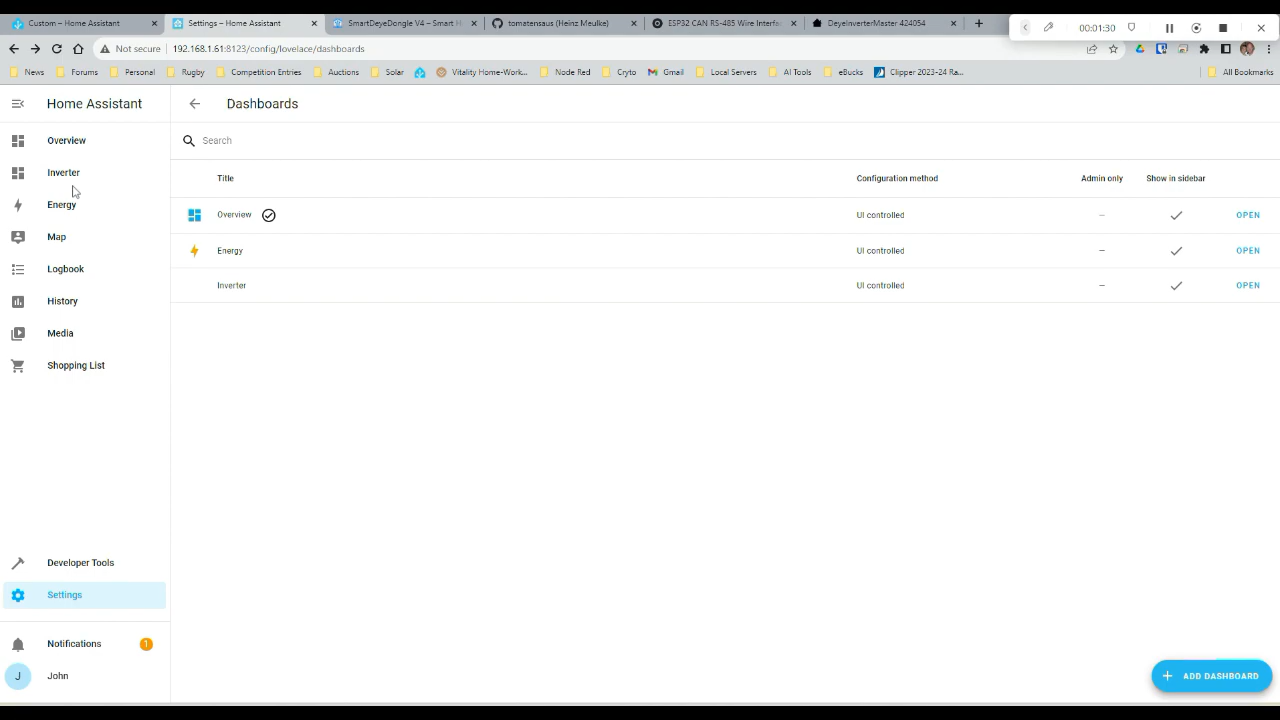 Custom – Home Assistant
Settings – Home Assistant
SmartDeyeDongle V4 – Smart H
tomatensaus (Heinz Meulke)
ESP32 CAN RS-485 Wire Interfa
DeyeInverterMaster 424054
00:01:30
Not secure
192.168.1.61:8123/config/lovelace/dashboards
News
Forums
Personal
Rugby
Competition Entries
Auctions
Solar
Vitality Home-Work...
Node Red
Cryto
Gmail
Local Servers
AI Tools
eBucks
Clipper 2023-24 Ra...
All Bookmarks
Home Assistant
Dashboards
Overview
Inverter
Energy
Map
Logbook
History
Media
Shopping List
Developer Tools
Settings
Notifications 1
J John
Search
Title Configuration method Admin only Show in sidebar
Overview UI controlled – OPEN
Energy UI controlled – OPEN
Inverter UI controlled – OPEN
+ ADD DASHBOARD